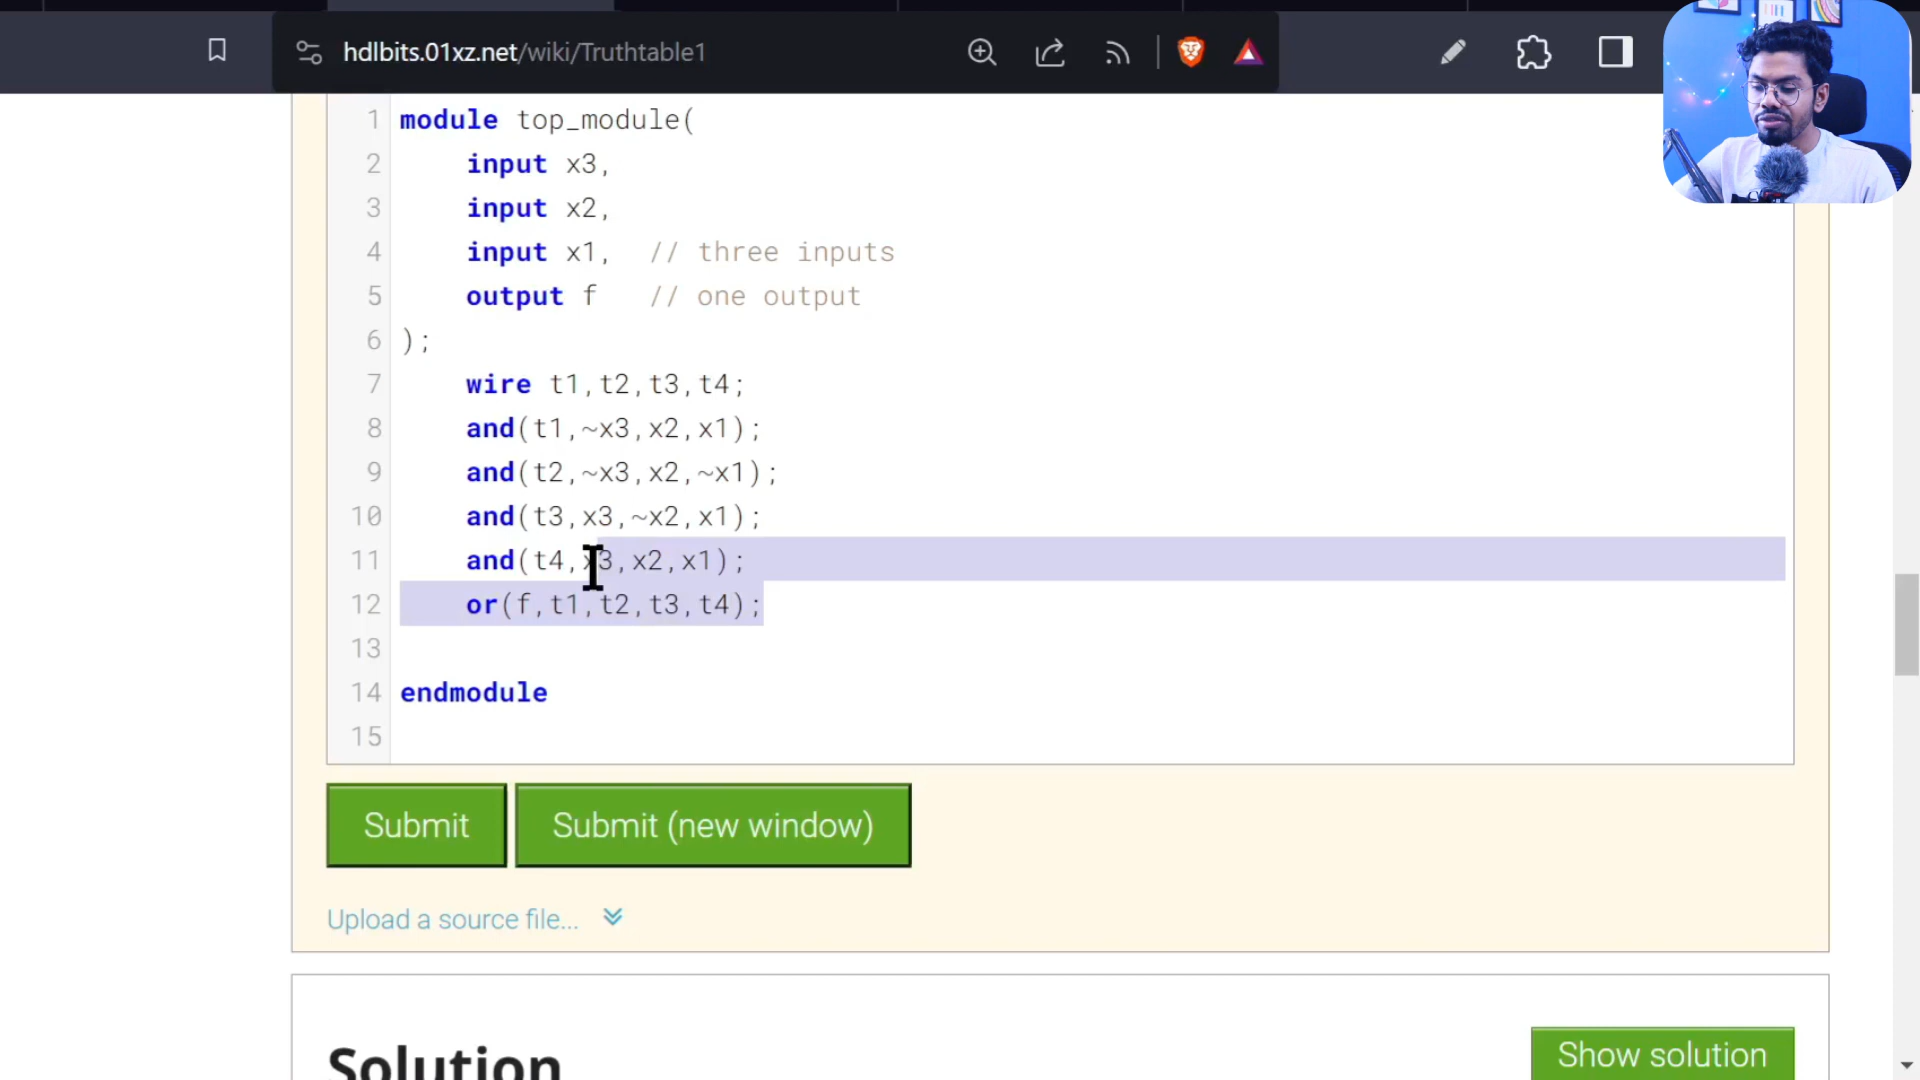 hdlbits.01xz.net/wiki/Truthtable1
1 module top_module(
2 input x3,
3 input x2,
4 input x1, // three inputs
5 output f // one output
6 );
7 wire t1,t2,t3,t4;
8 and(t1,~x3,x2,x1);
9 and(t2,~x3,x2,~x1);
10 and(t3,x3,~x2,x1);
11 and(t4,x3,x2,x1);
12 or(f,t1,t2,t3,t4);
13
14 endmodule
15
Submit Submit (new window)
Upload a source file...
Solution
Show solution